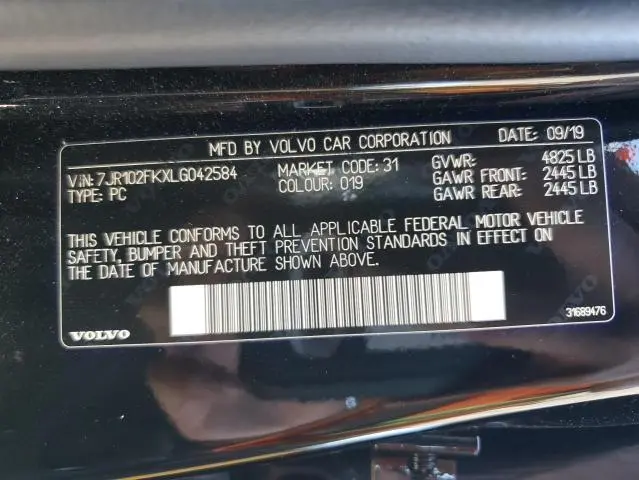 MFD BY VOLVO CAR CORPORATION DATE: 09/19
VIN: 7JR102FKXLG042584 MARKET CODE: 31 GVWR: 4825 LB
TYPE: PC COLOUR: 019 GAWR FRONT: 2445 LB
GAWR REAR: 2445 LB
THIS VEHICLE CONFORMS TO ALL APPLICABLE FEDERAL MOTOR VEHICLE
SAFETY, BUMPER AND THEFT PREVENTION STANDARDS IN EFFECT ON
THE DATE OF MANUFACTURE SHOWN ABOVE.
VOLVO 31689476